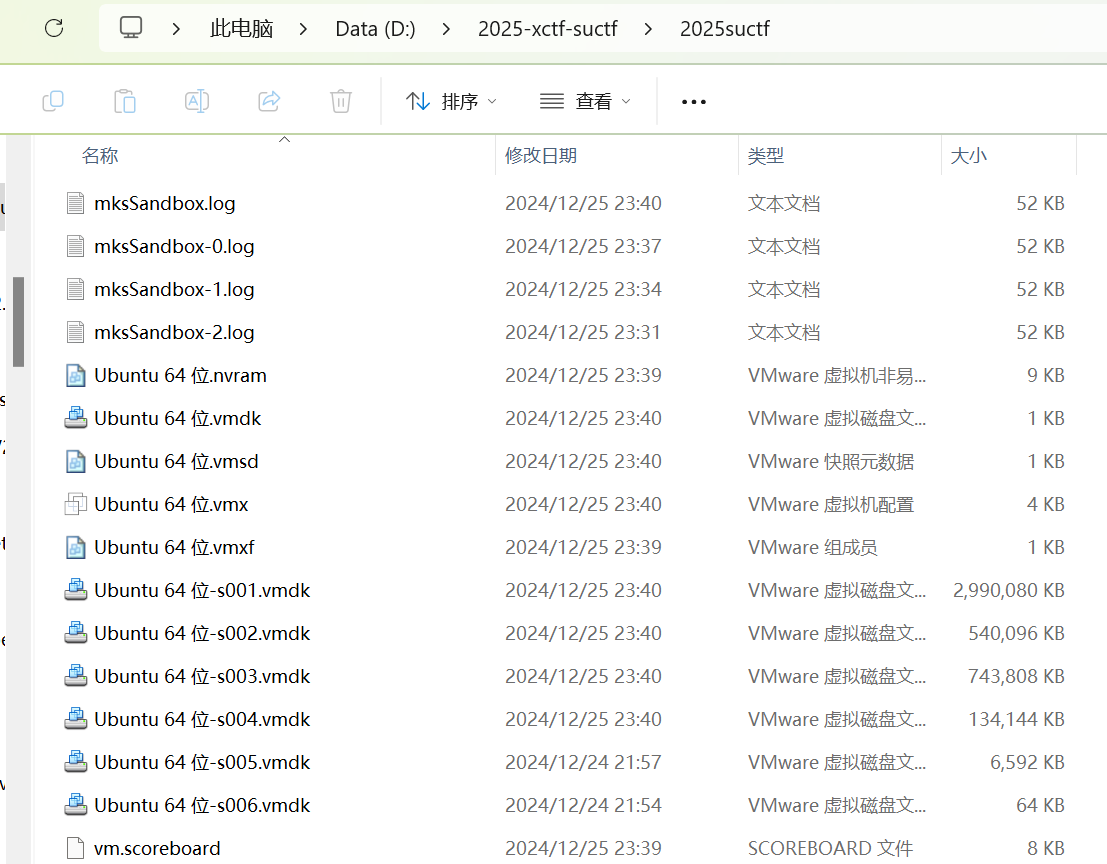 此电脑 > Data (D:) > 2025-xctf-suctf > 2025suctf
排序 查看 ...
名称 修改日期 类型 大小
mksSandbox.log 2024/12/25 23:40 文本文档 52 KB
mksSandbox-0.log 2024/12/25 23:37 文本文档 52 KB
mksSandbox-1.log 2024/12/25 23:34 文本文档 52 KB
mksSandbox-2.log 2024/12/25 23:31 文本文档 52 KB
Ubuntu 64 位.nvram 2024/12/25 23:39 VMware 虚拟机非易... 9 KB
Ubuntu 64 位.vmdk 2024/12/25 23:40 VMware 虚拟磁盘文... 1 KB
Ubuntu 64 位.vmsd 2024/12/25 23:40 VMware 快照元数据 1 KB
Ubuntu 64 位.vmx 2024/12/25 23:40 VMware 虚拟机配置 4 KB
Ubuntu 64 位.vmxf 2024/12/25 23:39 VMware 组成员 1 KB
Ubuntu 64 位-s001.vmdk 2024/12/25 23:40 VMware 虚拟磁盘文... 2,990,080 KB
Ubuntu 64 位-s002.vmdk 2024/12/25 23:40 VMware 虚拟磁盘文... 540,096 KB
Ubuntu 64 位-s003.vmdk 2024/12/25 23:40 VMware 虚拟磁盘文... 743,808 KB
Ubuntu 64 位-s004.vmdk 2024/12/25 23:40 VMware 虚拟磁盘文... 134,144 KB
Ubuntu 64 位-s005.vmdk 2024/12/24 21:57 VMware 虚拟磁盘文... 6,592 KB
Ubuntu 64 位-s006.vmdk 2024/12/24 21:54 VMware 虚拟磁盘文... 64 KB
vm.scoreboard 2024/12/25 23:39 SCOREBOARD 文件 8 KB